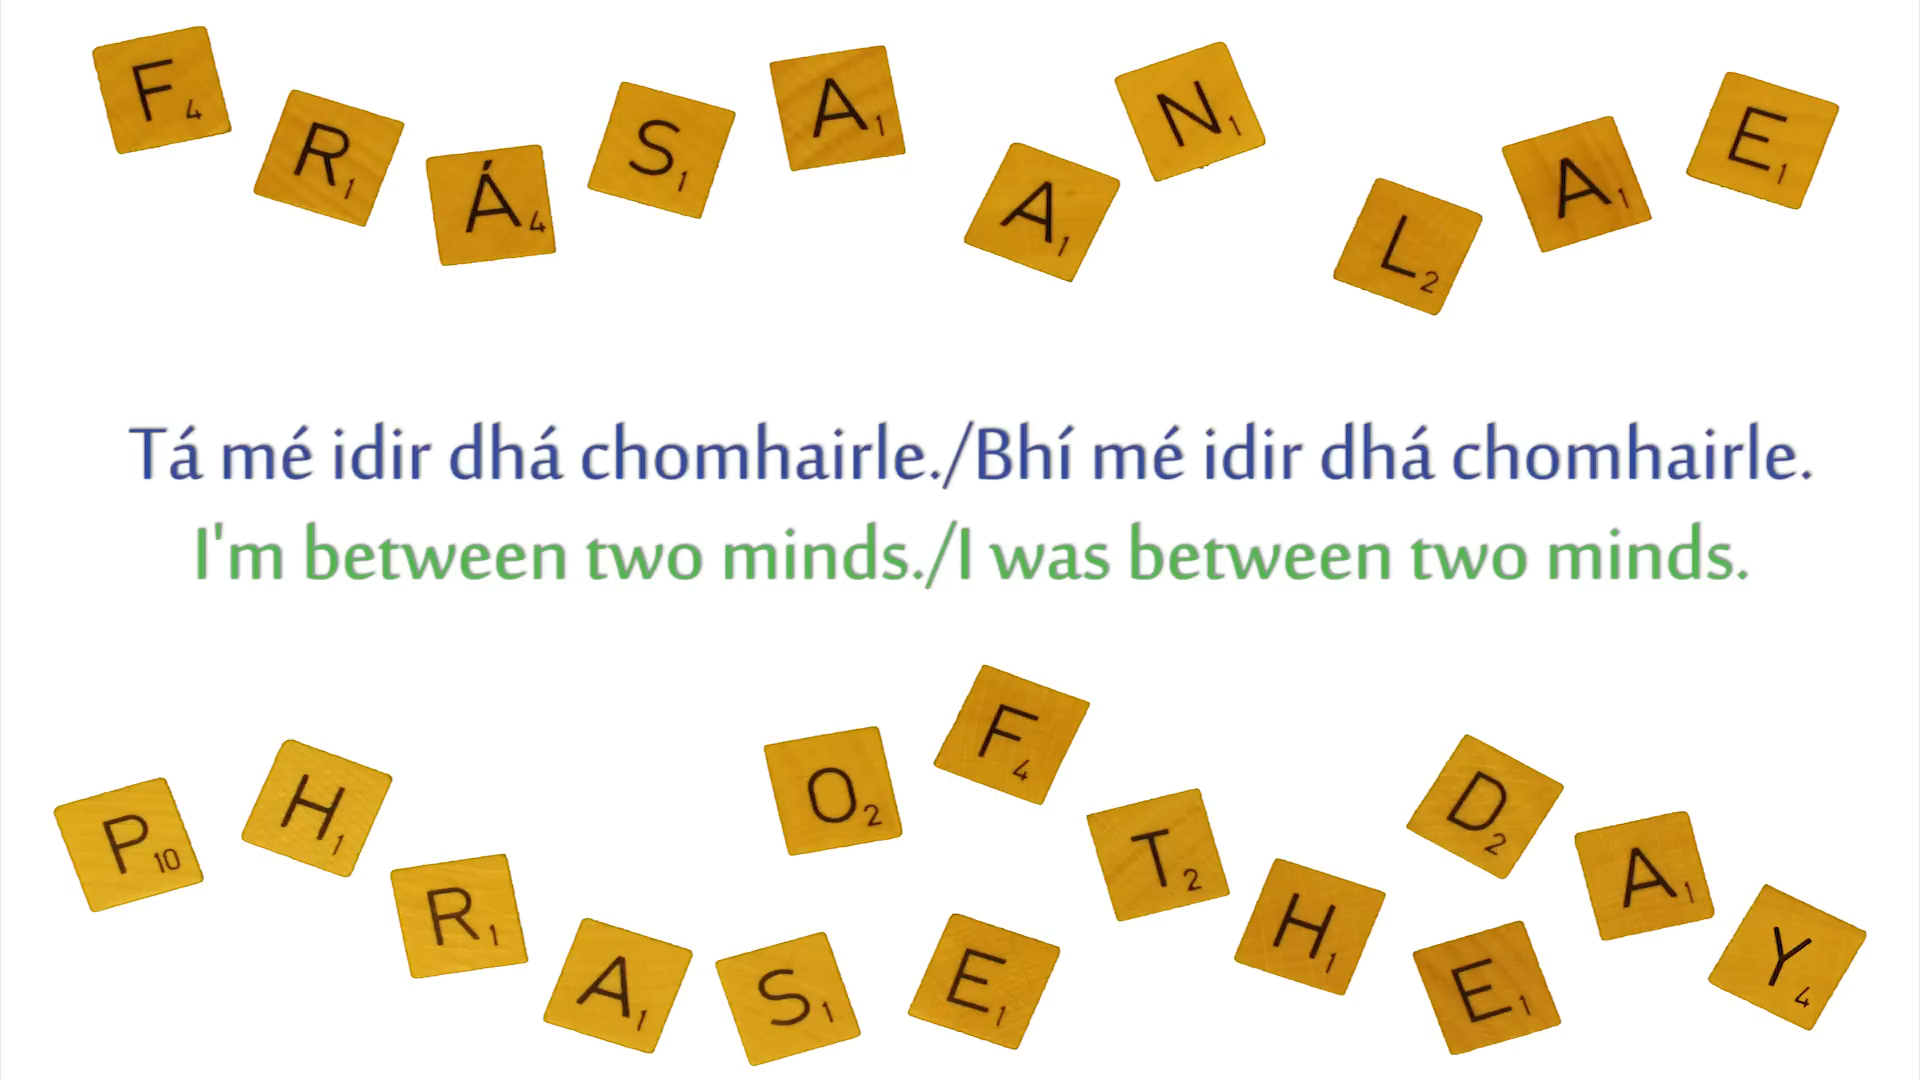 FRÁSA AN LAE
Tá mé idir dhá chomhairle./Bhí mé idir dhá chomhairle.
I'm between two minds./I was between two minds.
PHRASE OF THE DAY